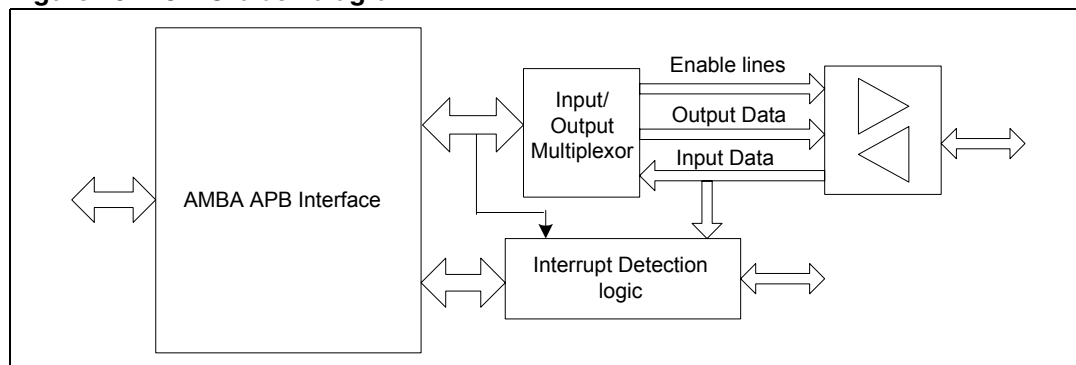 Enable lines
Input/
Output
Multiplexor
Output Data
Input Data
AMBA APB Interface
Interrupt Detection
logic